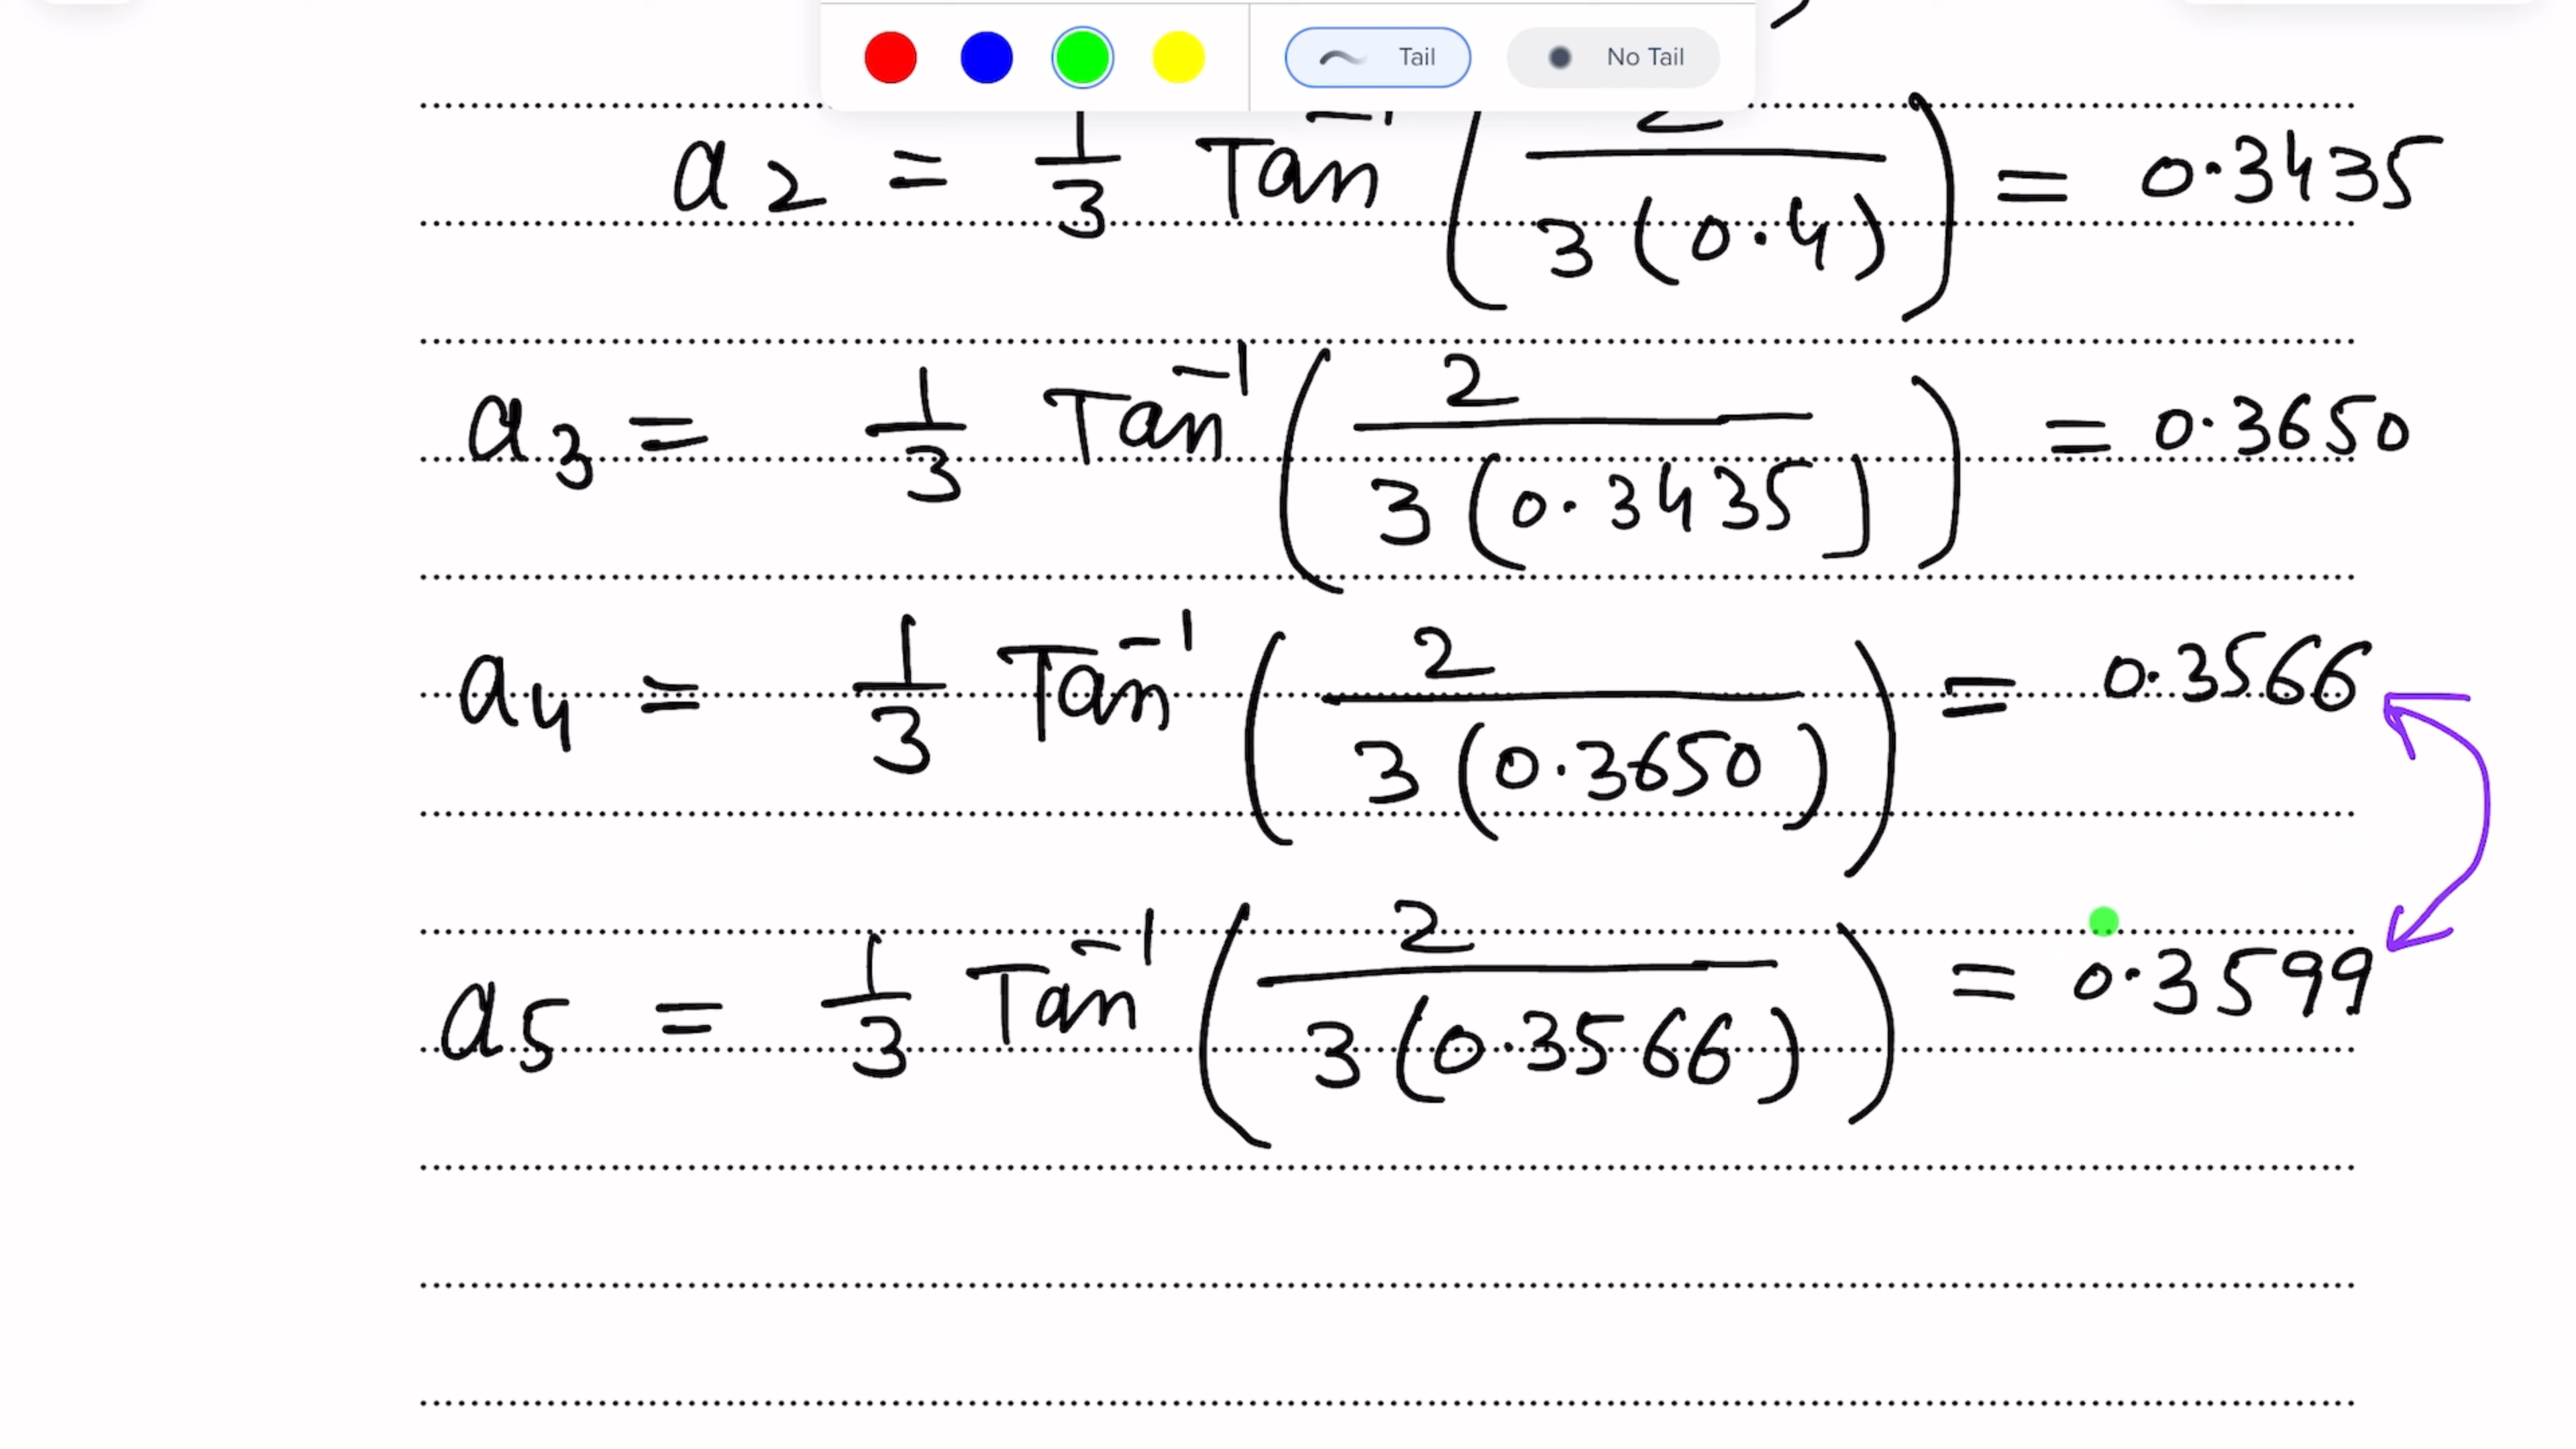 Tail No Tail
a2 = 1/3 Tan^-1 (2/3(0.4)) = 0.3435
a3 = 1/3 Tan^-1 (2/3(0.3435)) = 0.3650
a4 = 1/3 Tan^-1 (2/3(0.3650)) = 0.3566
a5 = 1/3 Tan^-1 (2/3(0.3566)) = 0.3599